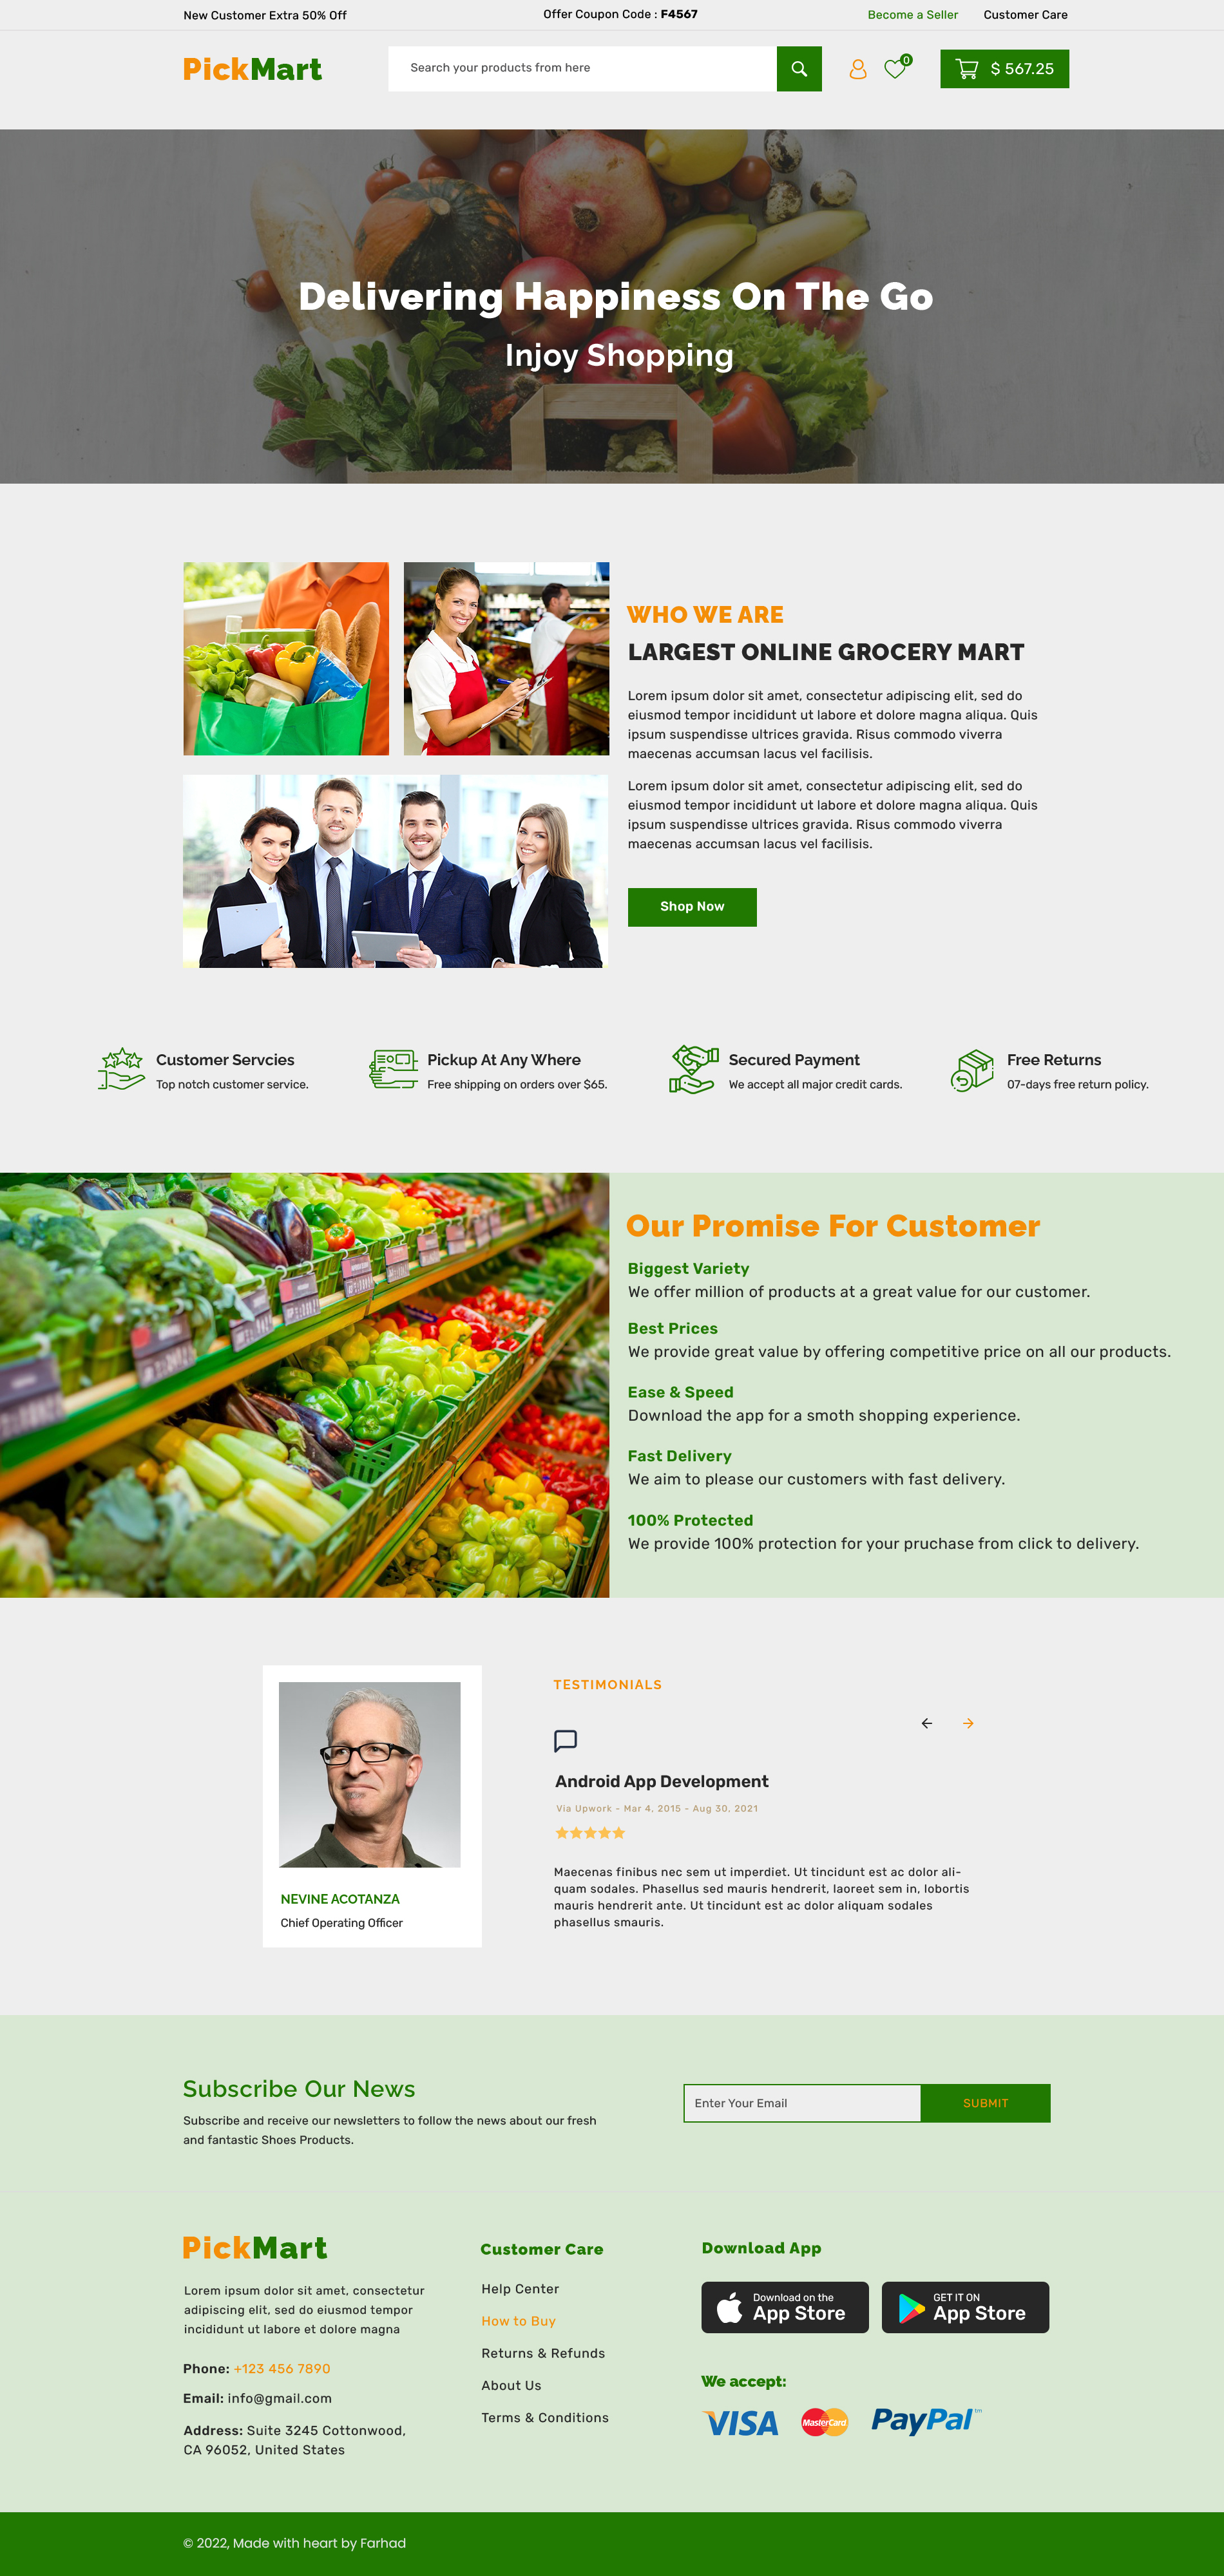 New Customer Extra 50% Off
Offer Coupon Code : F4567
Become a Seller
Customer Care
PickMart
Search your products from here
0
$ 567.25
Delivering Happiness On The Go
Injoy Shopping
WHO WE ARE
LARGEST ONLINE GROCERY MART
Lorem ipsum dolor sit amet, consectetur adipiscing elit, sed do
eiusmod tempor incididunt ut labore et dolore magna aliqua. Quis
ipsum suspendisse ultrices gravida. Risus commodo viverra
maecenas accumsan lacus vel facilisis.
Lorem ipsum dolor sit amet, consectetur adipiscing elit, sed do
eiusmod tempor incididunt ut labore et dolore magna aliqua. Quis
ipsum suspendisse ultrices gravida. Risus commodo viverra
maecenas accumsan lacus vel facilisis.
Shop Now
Customer Servcies
Top notch customer service.
Pickup At Any Where
Free shipping on orders over $65.
Secured Payment
We accept all major credit cards.
Free Returns
07-days free return policy.
Our Promise For Customer
Biggest Variety
We offer million of products at a great value for our customer.
Best Prices
We provide great value by offering competitive price on all our products.
Ease & Speed
Download the app for a smoth shopping experience.
Fast Delivery
We aim to please our customers with fast delivery.
100% Protected
We provide 100% protection for your pruchase from click to delivery.
NEVINE ACOTANZA
Chief Operating Officer
TESTIMONIALS
Android App Development
Via Upwork - Mar 4, 2015 - Aug 30, 2021
Maecenas finibus nec sem ut imperdiet. Ut tincidunt est ac dolor ali-
quam sodales. Phasellus sed mauris hendrerit, laoreet sem in, lobortis
mauris hendrerit ante. Ut tincidunt est ac dolor aliquam sodales
phasellus smauris.
Subscribe Our News
Subscribe and receive our newsletters to follow the news about our fresh
and fantastic Shoes Products.
Enter Your Email
SUBMIT
PickMart
Lorem ipsum dolor sit amet, consectetur
adipiscing elit, sed do eiusmod tempor
incididunt ut labore et dolore magna
Phone: +123 456 7890
Email: info@gmail.com
Address: Suite 3245 Cottonwood,
CA 96052, United States
Customer Care
Help Center
How to Buy
Returns & Refunds
About Us
Terms & Conditions
Download App
Download on the
App Store
GET IT ON
App Store
We accept:
VISA
MasterCard
PayPal™
© 2022, Made with heart by Farhad